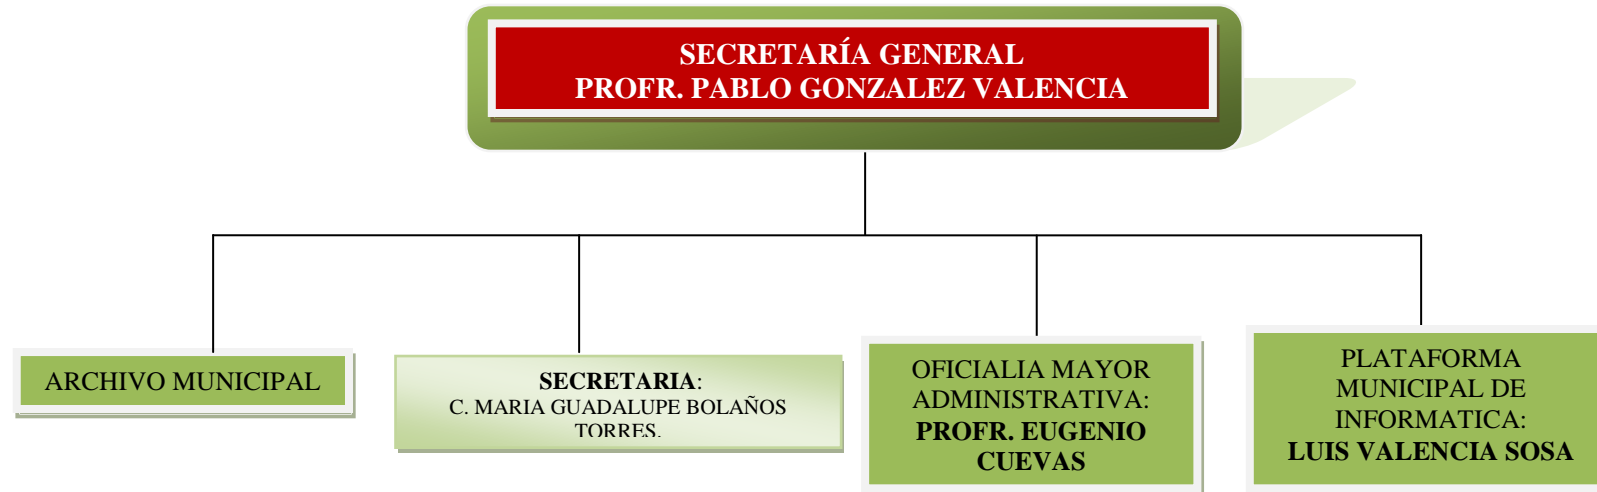 SECRETARÍA GENERAL
PROFR. PABLO GONZALEZ VALENCIA
ARCHIVO MUNICIPAL
SECRETARIA:
C. MARIA GUADALUPE BOLAÑOS
TORRES.
OFICIALIA MAYOR
ADMINISTRATIVA:
PROFR. EUGENIO
CUEVAS
PLATAFORMA
MUNICIPAL DE
INFORMATICA:
LUIS VALENCIA SOSA